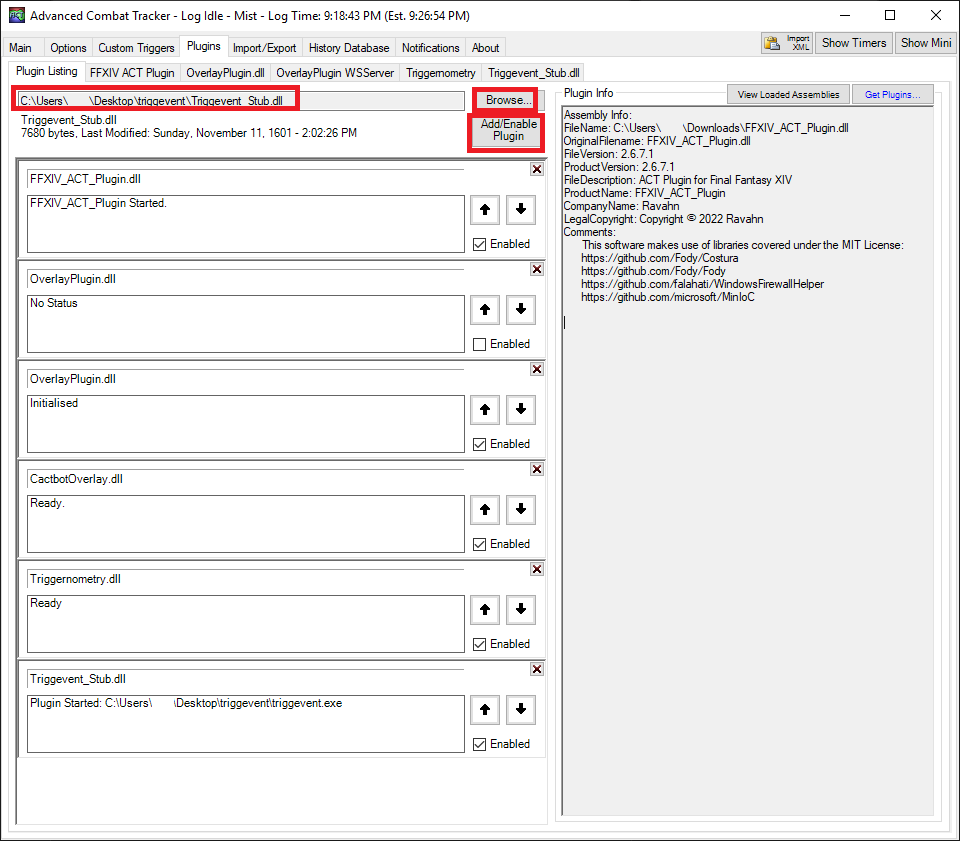 Advanced Combat Tracker - Log Idle - Mist - Log Time: 9:18:43 PM (Est. 9:26:54 PM)
Main Options Custom Triggers Plugins Import/Export History Database Notifications About
Import XML
Show Timers
Show Mini
Plugin Listing FFXIV ACT Plugin OverlayPlugin.dll OverlayPlugin WSServer Triggernometry Triggevent_Stub.dll
C:\Users\ \Desktop\triggevent\Triggevent_Stub.dll
Browse...
Triggevent_Stub.dll
7680 bytes, Last Modified: Sunday, November 11, 1601 - 2:02:26 PM
Add/Enable
Plugin
FFXIV_ACT_Plugin.dll
FFXIV_ACT_Plugin Started.
Enabled
OverlayPlugin.dll
No Status
Enabled
OverlayPlugin.dll
Initialised
Enabled
CactbotOverlay.dll
Ready.
Enabled
Triggernometry.dll
Ready
Enabled
Triggevent_Stub.dll
Plugin Started: C:\Users\ \Desktop\triggevent\triggevent.exe
Enabled
Plugin Info
View Loaded Assemblies
Get Plugins...
Assembly Info:
FileName: C:\Users\ \Downloads\FFXIV_ACT_Plugin.dll
OriginalFilename: FFXIV_ACT_Plugin.dll
FileVersion: 2.6.7.1
ProductVersion: 2.6.7.1
FileDescription: ACT Plugin for Final Fantasy XIV
ProductName: FFXIV_ACT_Plugin
CompanyName: Ravahn
LegalCopyright: Copyright © 2022 Ravahn
Comments:
This software makes use of libraries covered under the MIT License:
https://github.com/Fody/Costura
https://github.com/Fody/Fody
https://github.com/falahati/WindowsFirewallHelper
https://github.com/microsoft/MinIoC